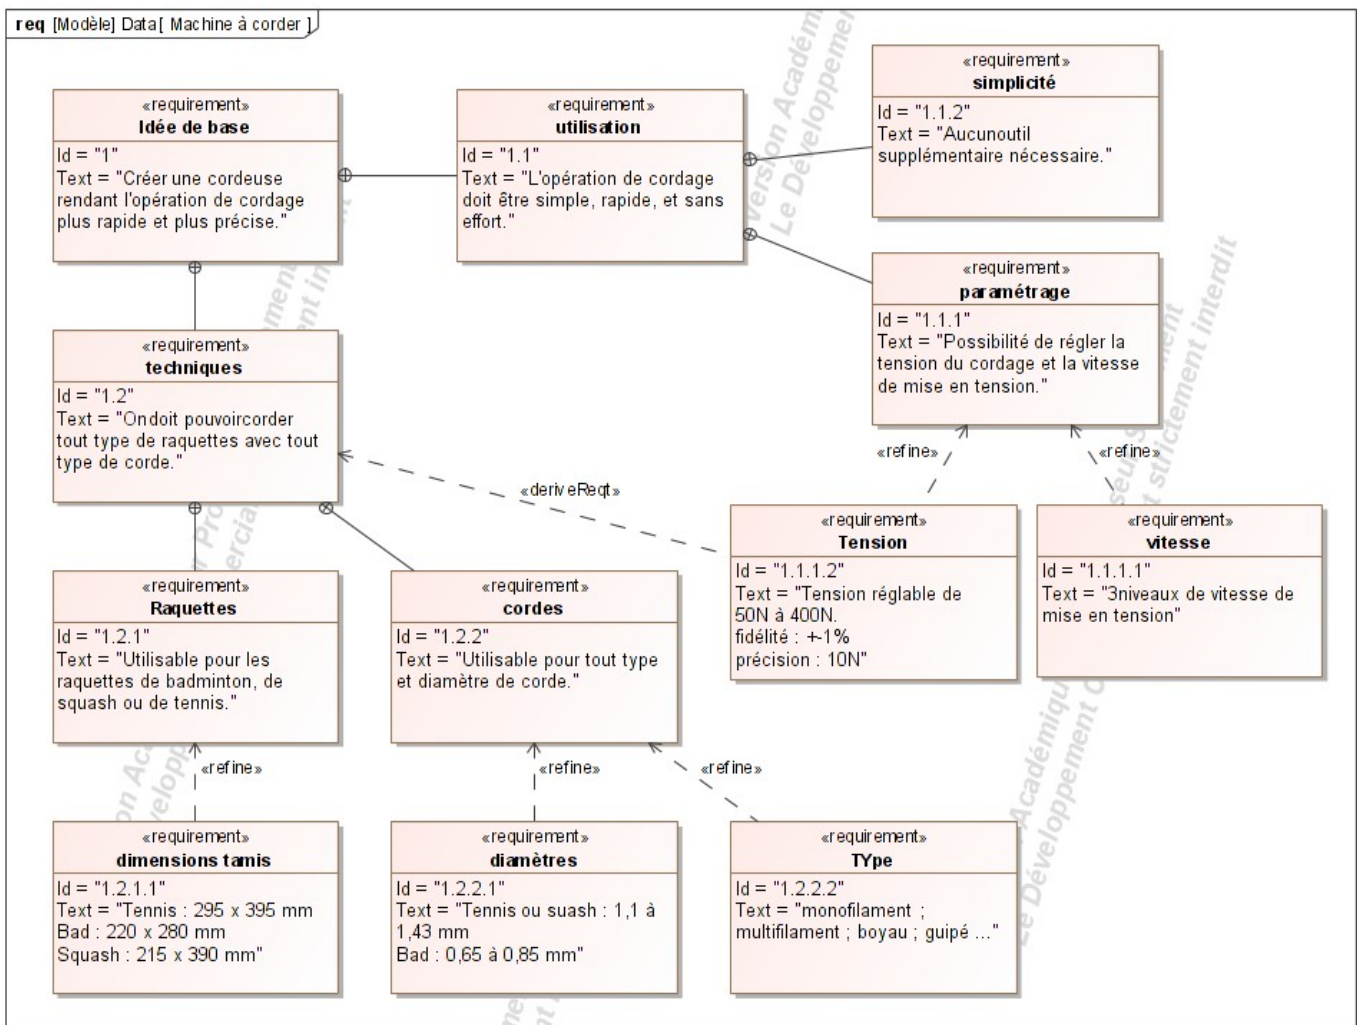 req [Modèle] Data[ Machine à corder ]
«requirement»
Idée de base
Id = "1"
Text = "Créer une cordeuse
rendant l'opération de cordage
plus rapide et plus précise."
«requirement»
utilisation
Id = "1.1"
Text = "L'opération de cordage
doit être simple, rapide, et sans
effort."
«requirement»
simplicité
Id = "1.1.2"
Text = "Aucunoutil
supplémentaire nécessaire."
«requirement»
paramétrage
Id = "1.1.1"
Text = "Possibilité de régler la
tension du cordage et la vitesse
de mise en tension."
«requirement»
techniques
Id = "1.2"
Text = "Ondoit pouvoircorder
tout type de raquettes avec tout
type de corde."
«deriveReqt»
«refine»
«refine»
«requirement»
Tension
Id = "1.1.1.2"
Text = "Tension réglable de
50N à 400N.
fidélité : +-1%
précision : 10N"
«requirement»
vitesse
Id = "1.1.1.1"
Text = "3niveaux de vitesse de
mise en tension"
«requirement»
Raquettes
Id = "1.2.1"
Text = "Utilisable pour les
raquettes de badminton, de
squash ou de tennis."
«requirement»
cordes
Id = "1.2.2"
Text = "Utilisable pour tout type
et diamètre de corde."
«refine»
«refine»
«refine»
«requirement»
dimensions tamis
Id = "1.2.1.1"
Text = "Tennis : 295 x 395 mm
Bad : 220 x 280 mm
Squash : 215 x 390 mm"
«requirement»
diamètres
Id = "1.2.2.1"
Text = "Tennis ou suash : 1,1 à
1,43 mm
Bad : 0,65 à 0,85 mm"
«requirement»
TYpe
Id = "1.2.2.2"
Text = "monofilament ;
multifilament ; boyau ; guipé ..."
Version Académi
Le Développemen
strictement interdit
Académiqu
Le Développement C